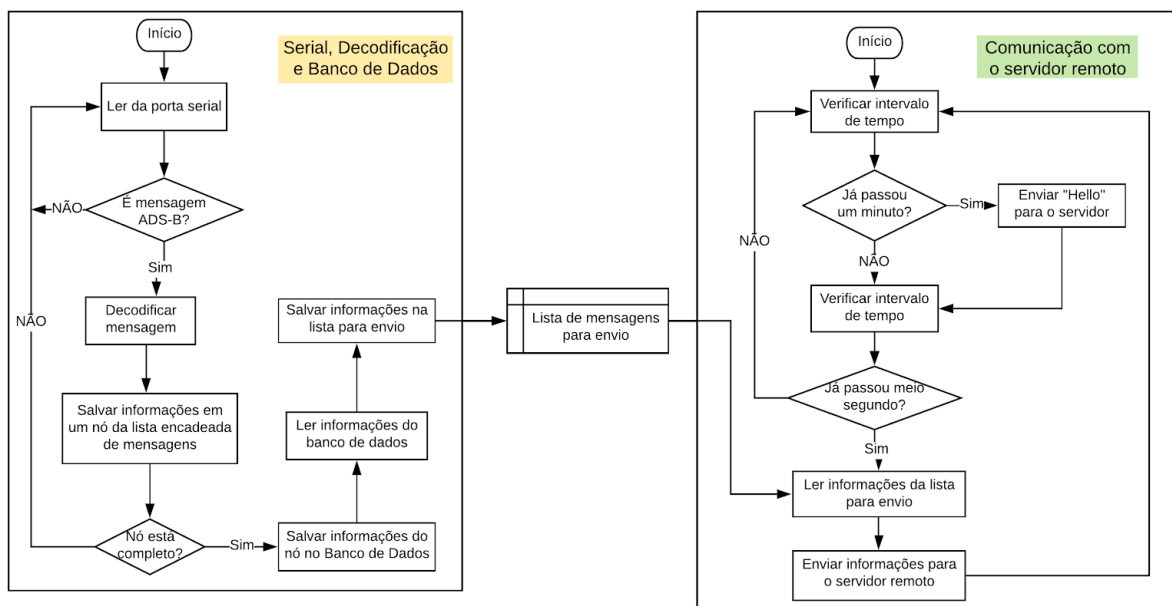 Início
Serial, Decodificação
e Banco de Dados
Ler da porta serial
É mensagem
ADS-B?
NÃO
Sim
Decodificar
mensagem
NÃO
Salvar informações em
um nó da lista encadeada
de mensagens
Nó está
completo?
Sim
Salvar informações do
nó no Banco de Dados
Ler informações do
banco de dados
Salvar informações na
lista para envio
Lista de mensagens
para envio
Início
Comunicação com
o servidor remoto
Verificar intervalo
de tempo
Já passou
um minuto?
Sim
Enviar "Hello"
para o servidor
NÃO
NÃO
Verificar intervalo
de tempo
Já passou meio
segundo?
Sim
Ler informações da lista
para envio
Enviar informações para
o servidor remoto